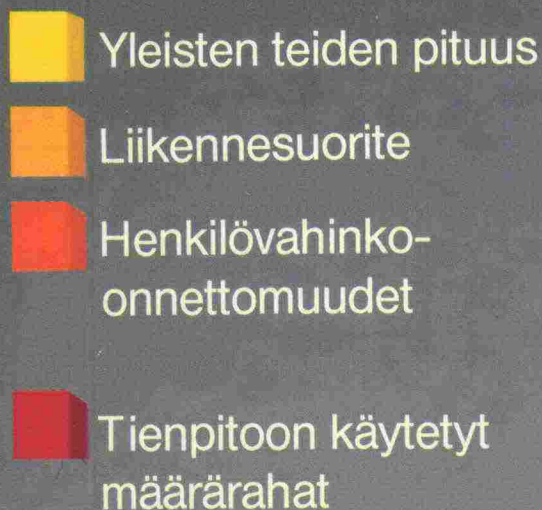 Yleisten teiden pituus
Liikennesuorite
Henkilövahinko-
onnettomuudet
Tienpitoon käytetyt
määrärahat